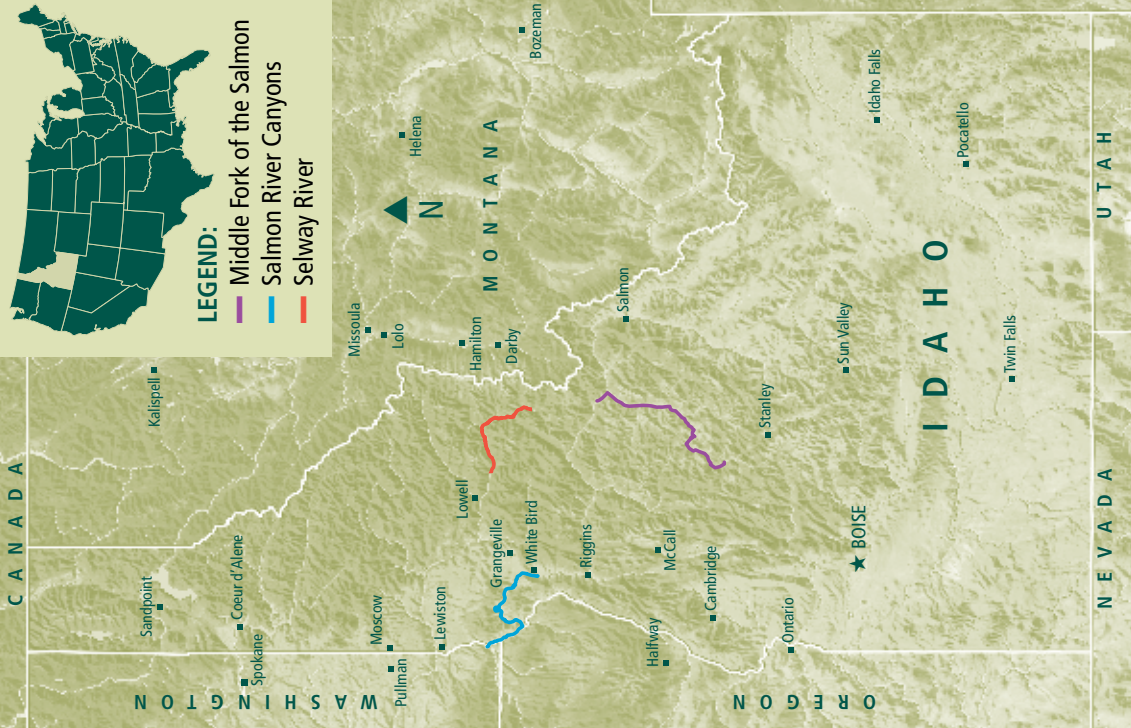 LEGEND:
Middle Fork of the Salmon
Salmon River Canyons
Selway River
CANADA
Kalispell
Sandpoint
Coeur d'Alene
Spokane
WASHINGTON
Moscow
Pullman
Lewiston
Missoula
Lolo
Hamilton
Darby
N
Helena
MONTANA
Bozeman
Lowell
Grangeville
White Bird
Riggins
Salmon
McCall
Cambridge
Halfway
OREGON
Ontario
Stanley
BOISE
Sun Valley
IDAHO
Idaho Falls
Pocatello
Twin Falls
NEVADA
UTAH